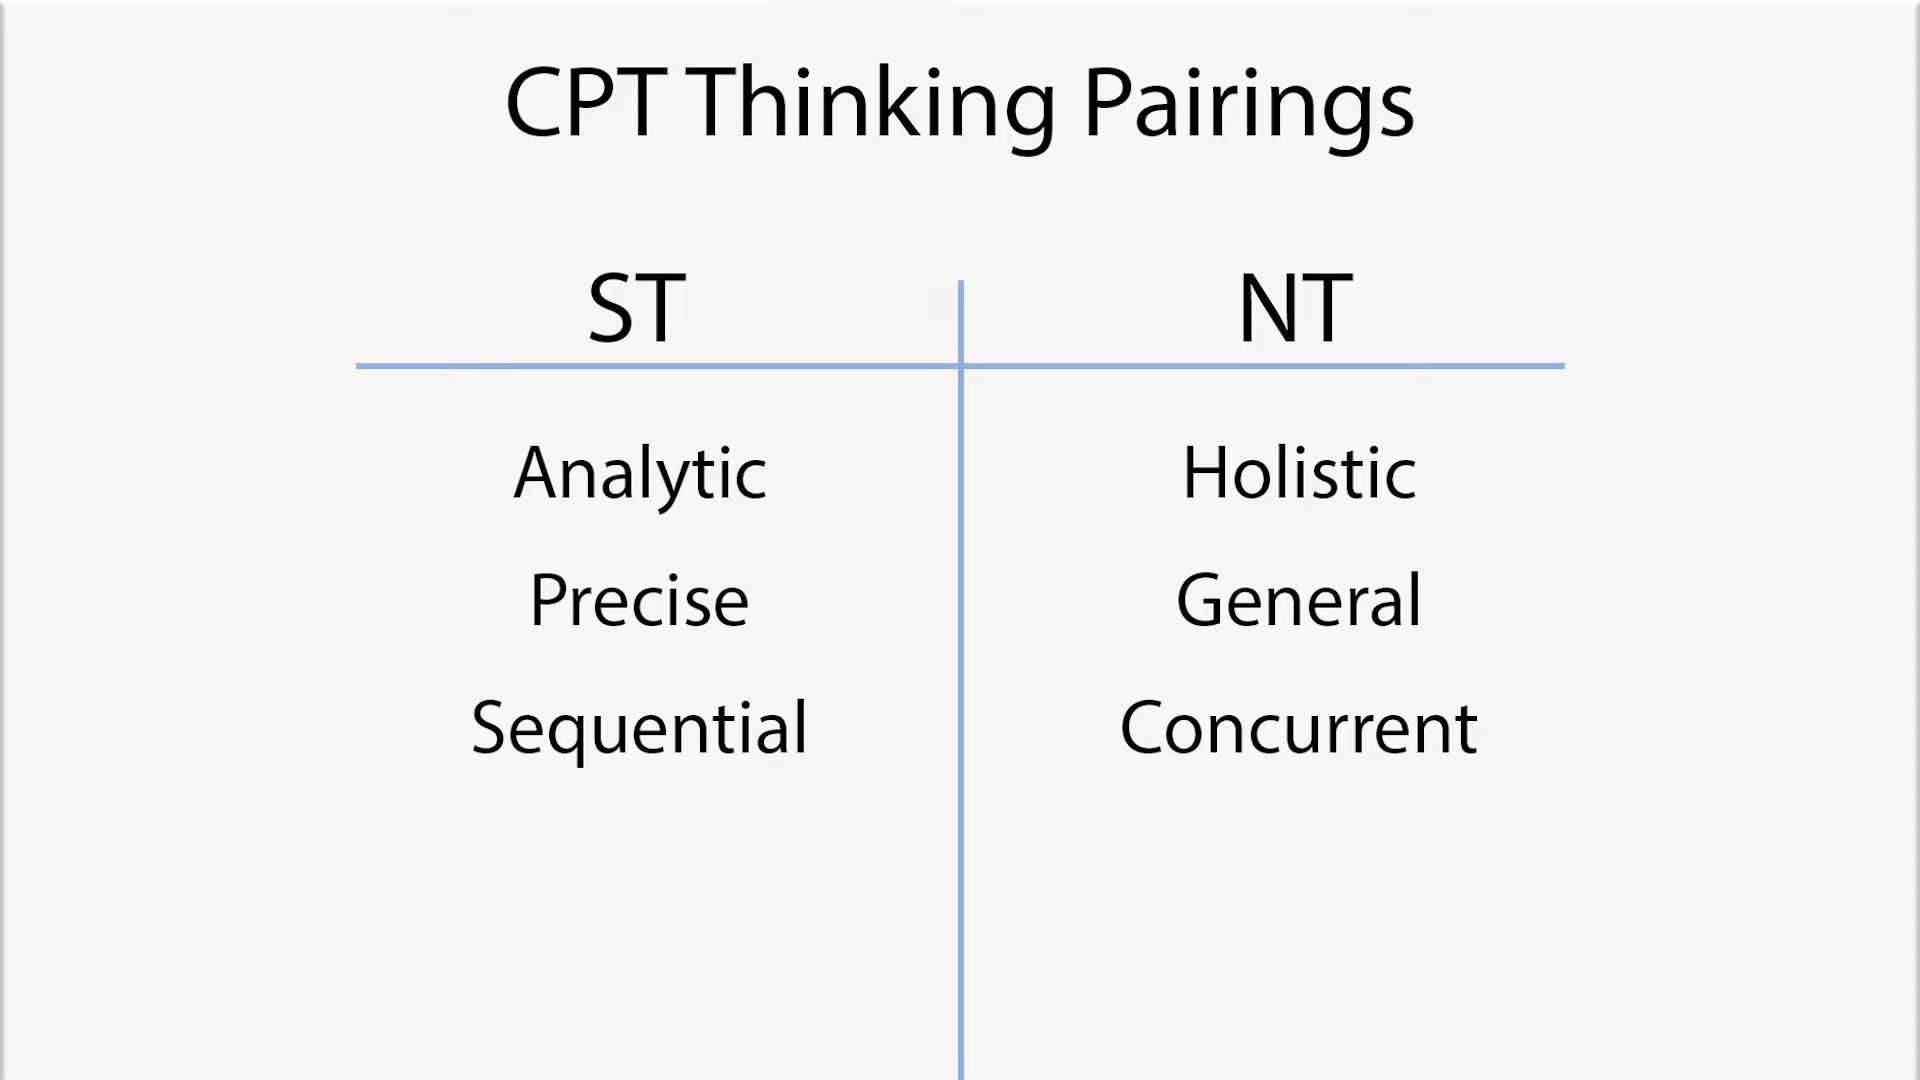 CPT Thinking Pairings
ST NT
Analytic Holistic
Precise General
Sequential Concurrent